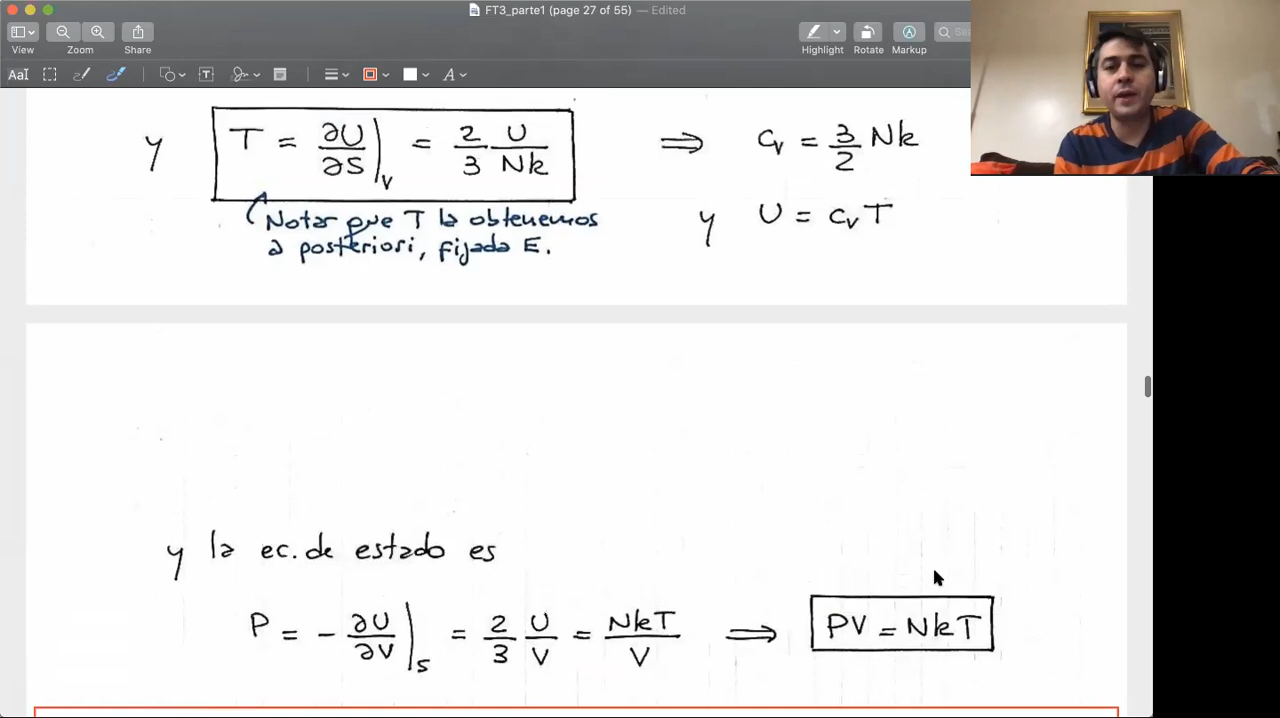 FT3_parte1 (page 27 of 55) — Edited
View Zoom Share Highlight Rotate Markup
y T = ∂U/∂S|_V = 2/3 U/Nk ⟹ c_V = 3/2 Nk
Notar que T la obtenemos
a posteriori, fijada E.
y U = c_V T
y la ec. de estado es
P = - ∂U/∂V|_S = 2/3 U/V = NkT/V ⟹ PV = NkT